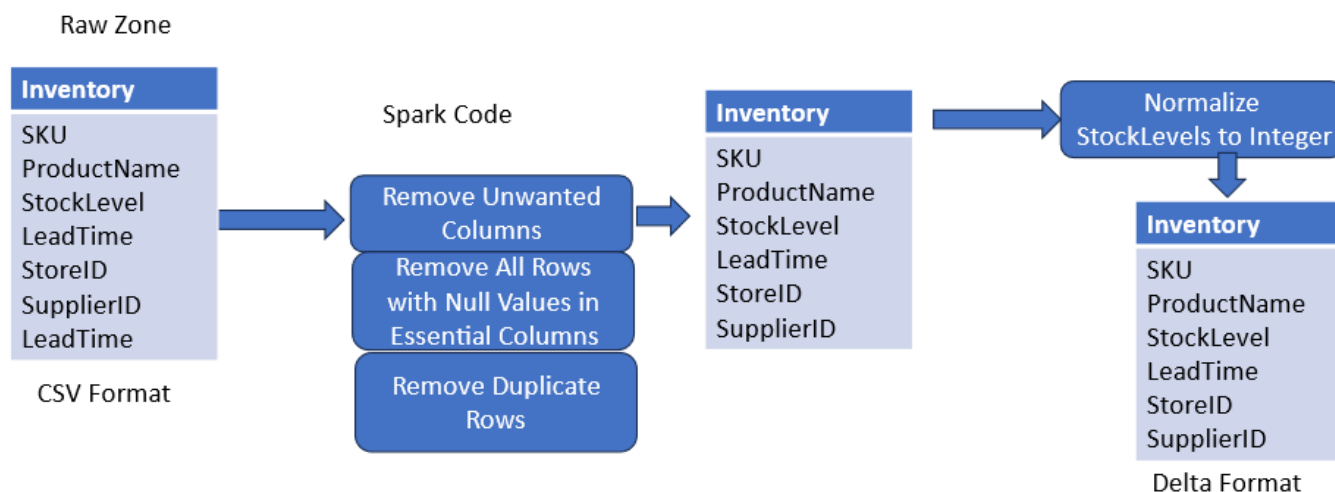 Raw Zone
Inventory
SKU
ProductName
StockLevel
LeadTime
StoreID
SupplierID
LeadTime
CSV Format
Spark Code
Remove Unwanted
Columns
Remove All Rows
with Null Values in
Essential Columns
Remove Duplicate
Rows
Inventory
SKU
ProductName
StockLevel
LeadTime
StoreID
SupplierID
Normalize
StockLevels to Integer
Inventory
SKU
ProductName
StockLevel
LeadTime
StoreID
SupplierID
Delta Format